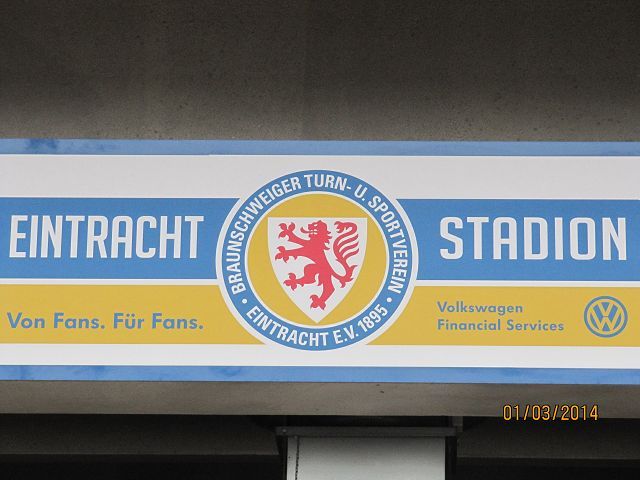 EINTRACHT STADION
BRAUNSCHWEIGER TURN- U. SPORTVEREIN
· EINTRACHT E.V. 1895 ·
Von Fans. Für Fans.
Volkswagen
Financial Services
01/03/2014